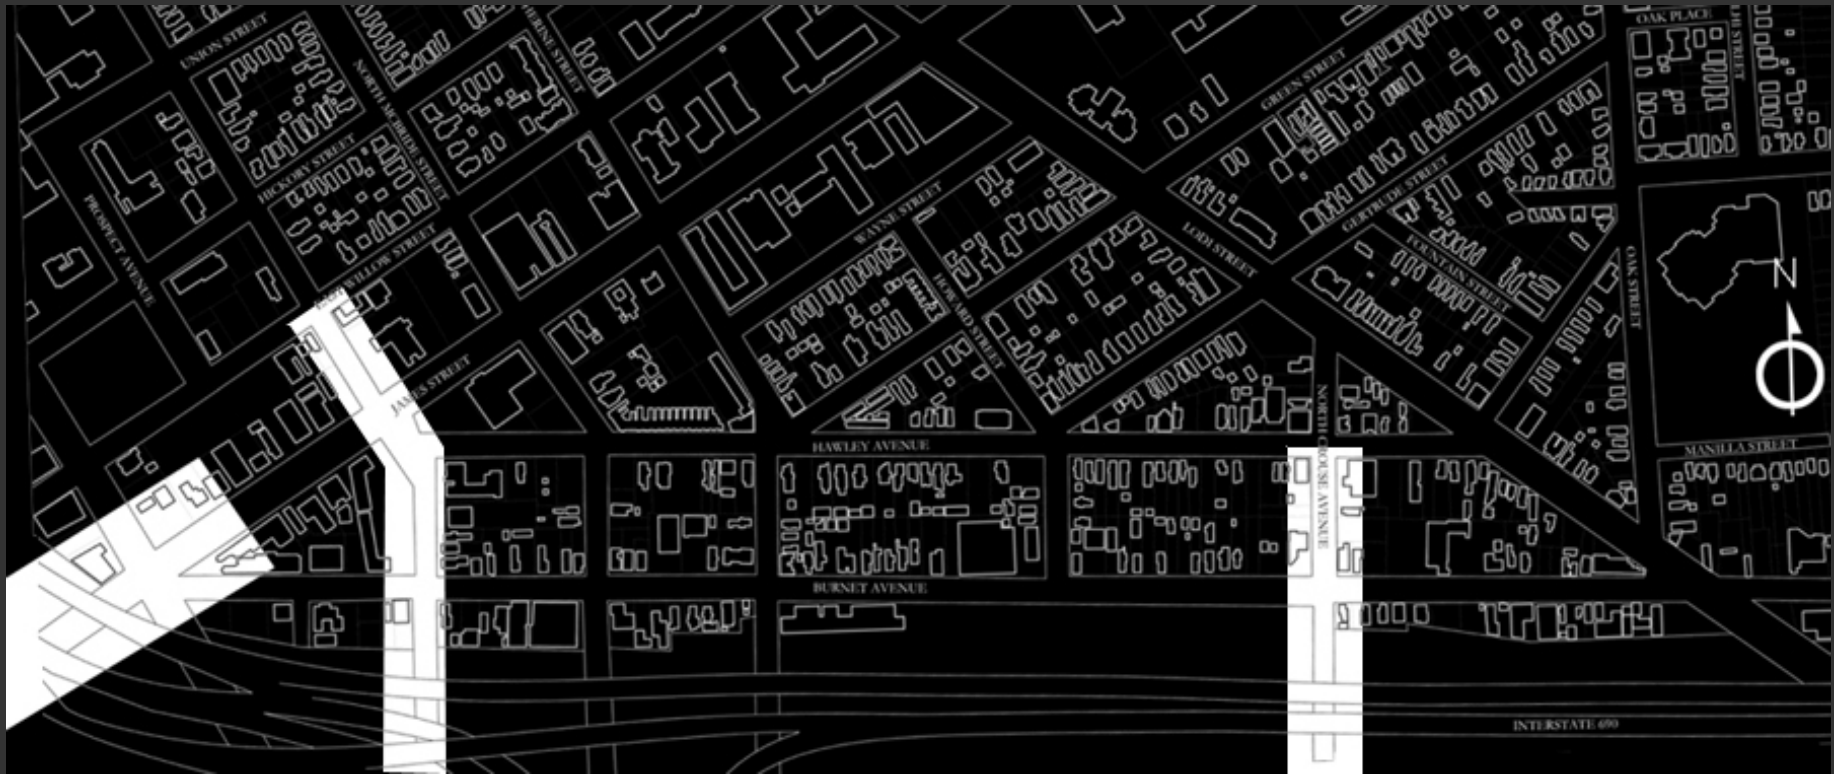 OAK PLACE
UNION STREET
NORTH MCBRIDE STREET
GREEN STREET
HICKORY STREET
GERTRUDE STREET
PROSPECT AVENUE
WAYNE STREET
LODI STREET
FOUNTAIN STREET
WILLOW STREET
HOWARD STREET
OAK STREET
N
JAMES STREET
NORTH CROUSE AVENUE
HAWLEY AVENUE
MANILLA STREET
BURNET AVENUE
INTERSTATE 690